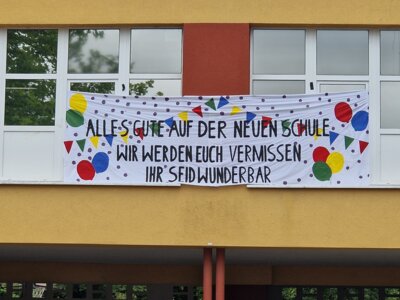 ALLES GUTE AUF DER NEUEN SCHULE
WIR WERDEN EUCH VERMISSEN
IHR SEID WUNDERBAR